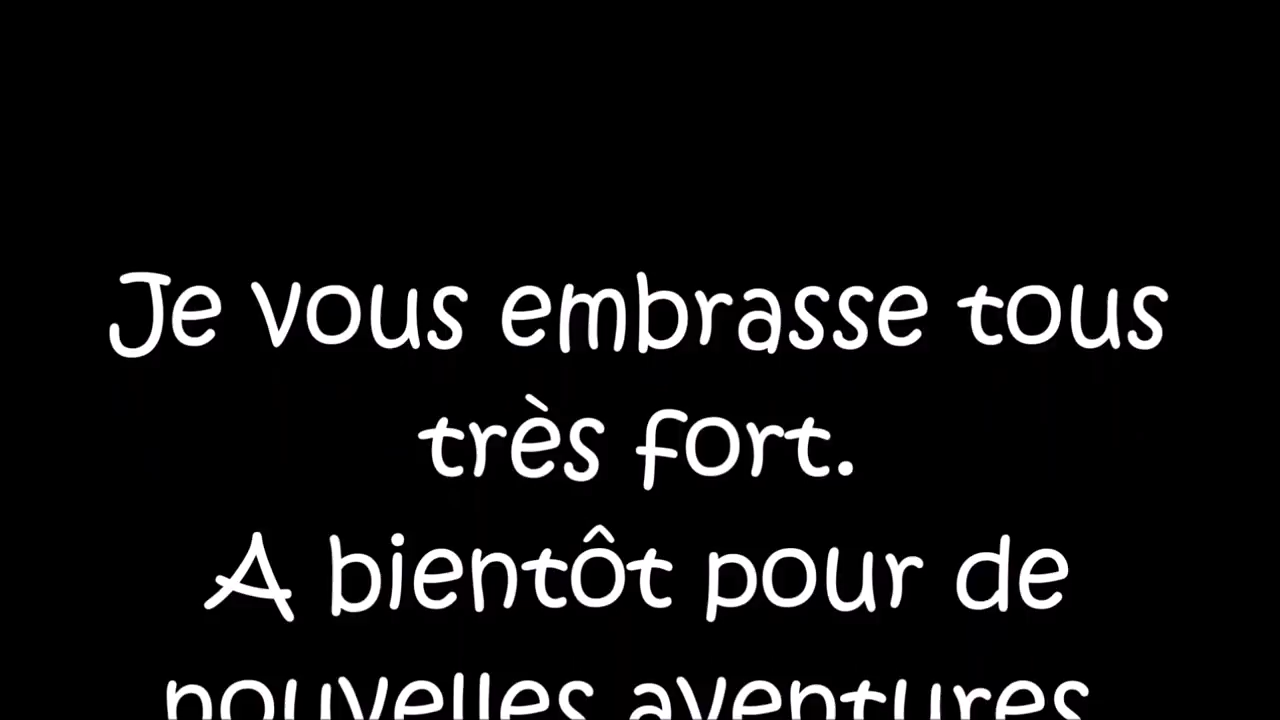 Je vous embrasse tous
très fort.
A bientôt pour de
nouvelles aventures